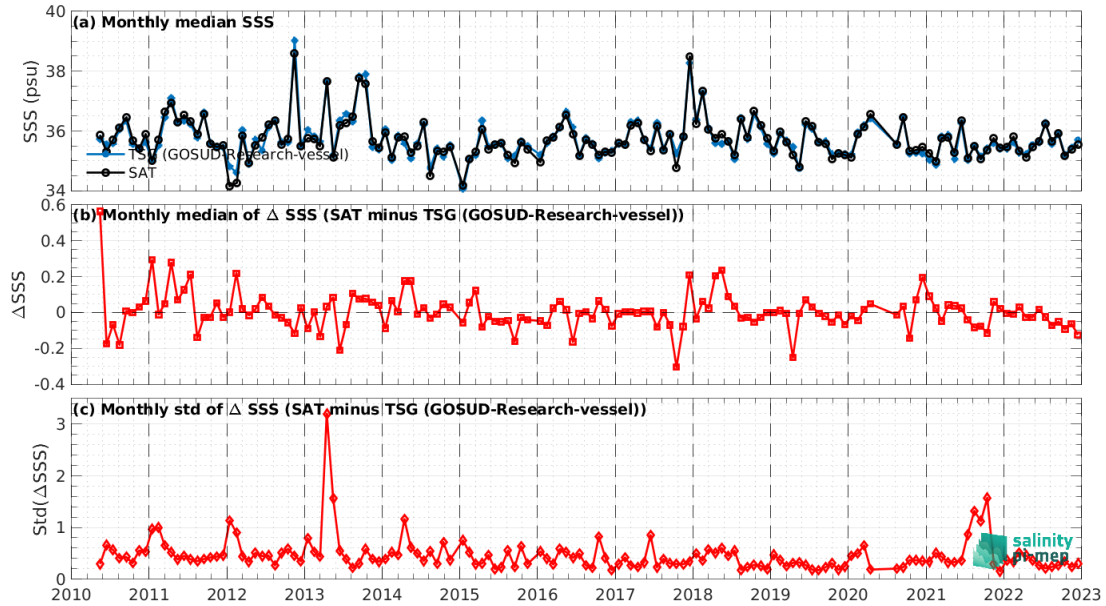 (a) Monthly median SSS
SSS (psu)
40
38
36
34
TSG (GOSUD-Research-vessel)
SAT
(b) Monthly median of Δ SSS (SAT minus TSG (GOSUD-Research-vessel))
ΔSSS
0.6
0.4
0.2
0
-0.2
-0.4
(c) Monthly std of Δ SSS (SAT minus TSG (GOSUD-Research-vessel))
Std(ΔSSS)
3
2
1
0
salinity
pi-mep
2010 2011 2012 2013 2014 2015 2016 2017 2018 2019 2020 2021 2022 2023